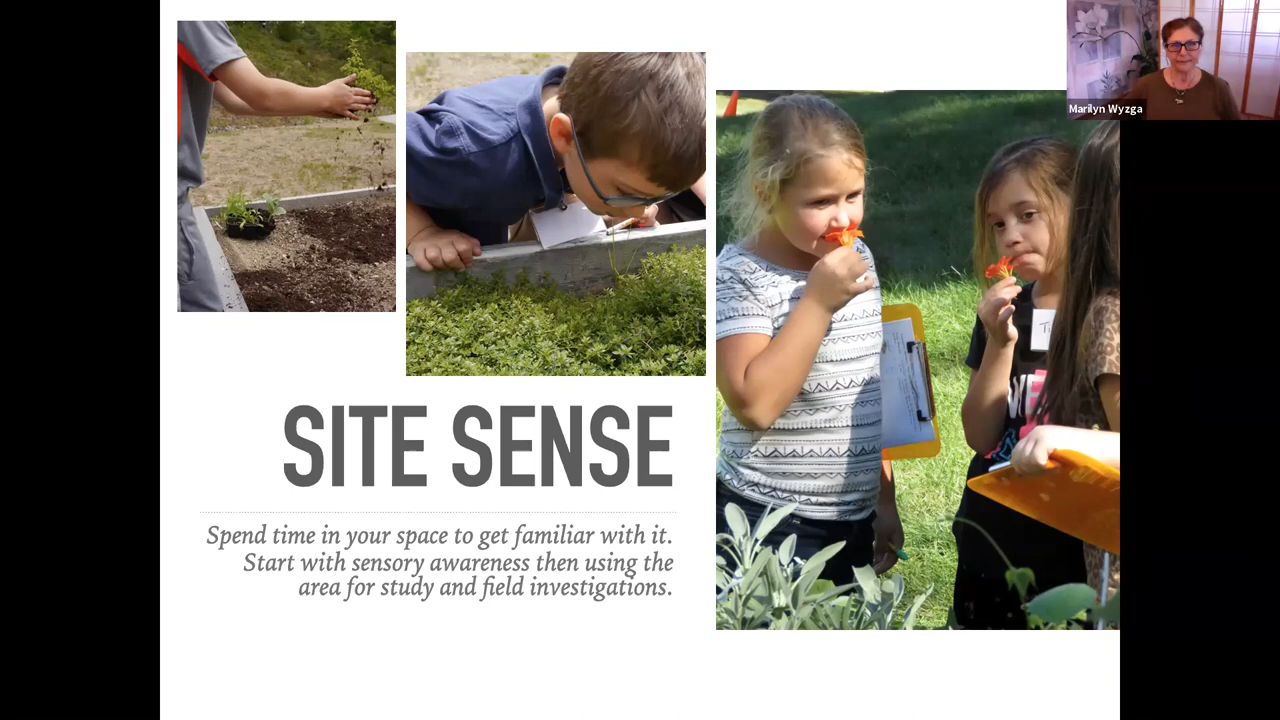 Marilyn Wyzga
SITE SENSE
Spend time in your space to get familiar with it.
Start with sensory awareness then using the
area for study and field investigations.